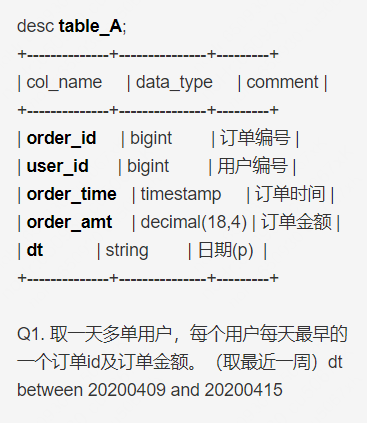 desc table_A;
+--------------+---------------+---------+
| col_name | data_type | comment |
+--------------+---------------+---------+
| order_id | bigint | 订单编号 |
| user_id | bigint | 用户编号 |
| order_time | timestamp | 订单时间 |
| order_amt | decimal(18,4) | 订单金额 |
| dt | string | 日期(p) |
+--------------+---------------+---------+
Q1. 取一天多单用户，每个用户每天最早的
一个订单id及订单金额。（取最近一周）dt
between 20200409 and 20200415